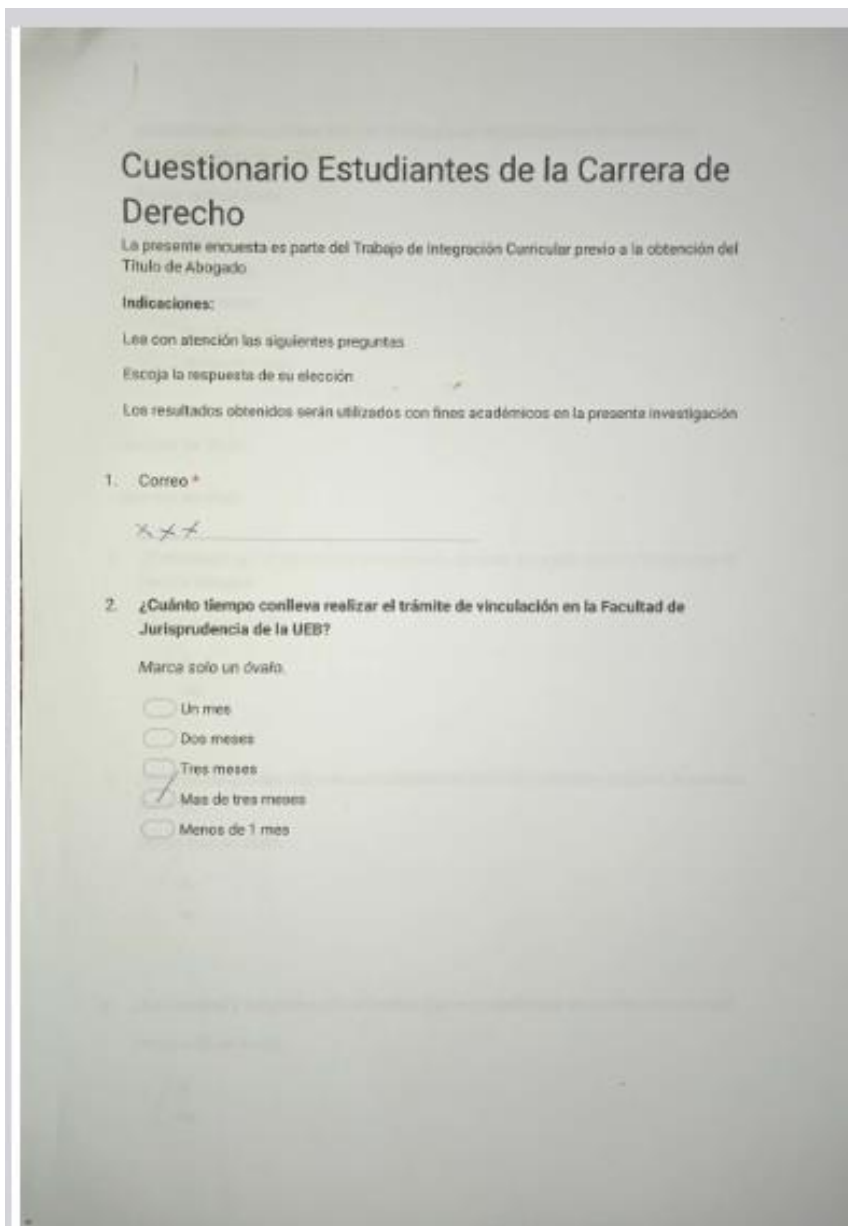 Cuestionario Estudiantes de la Carrera de
Derecho
La presente encuesta es parte del Trabajo de Integración Curricular previo a la obtención del
Título de Abogado
Indicaciones:
Lea con atención las siguientes preguntas
Escoja la respuesta de su elección
Los resultados obtenidos serán utilizados con fines académicos en la presente investigación
1. Correo *
xxx
2. ¿Cuánto tiempo conlleva realizar el trámite de vinculación en la Facultad de
Jurisprudencia de la UEB?
Marca solo un óvalo.
Un mes
Dos meses
Tres meses
Mas de tres meses
Menos de 1 mes